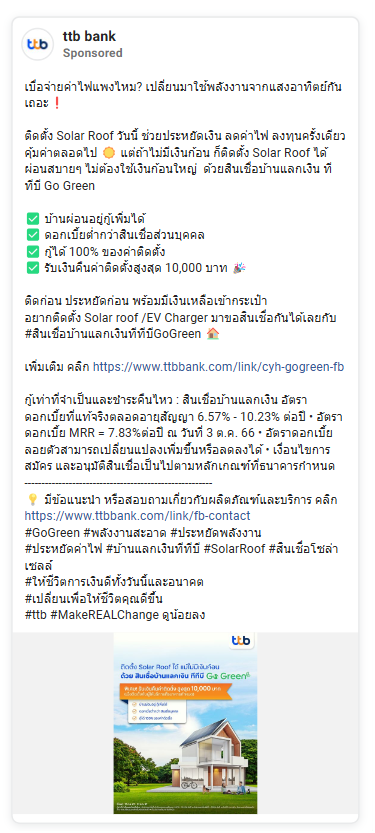 ttb
ttb bank
Sponsored
เบื่อจ่ายค่าไฟแพงไหม? เปลี่ยนมาใช้พลังงานจากแสงอาทิตย์กัน
เถอะ❗
ติดตั้ง Solar Roof วันนี้ ช่วยประหยัดเงิน ลดค่าไฟ ลงทุนครั้งเดียว
คุ้มค่าตลอดไป 🌞 แต่ถ้าไม่มีเงินก้อน ก็ติดตั้ง Solar Roof ได้
ผ่อนสบายๆ ไม่ต้องใช้เงินก้อนใหญ่ ด้วยสินเชื่อบ้านแลกเงิน ที
ทีบี Go Green
✅ บ้านผ่อนอยู่กู้เพิ่มได้
✅ ดอกเบี้ยต่ำกว่าสินเชื่อส่วนบุคคล
✅ กู้ได้ 100% ของค่าติดตั้ง
✅ รับเงินคืนค่าติดตั้งสูงสุด 10,000 บาท 🎉
ติดก่อน ประหยัดก่อน พร้อมมีเงินเหลือเข้ากระเป๋า
อยากติดตั้ง Solar roof /EV Charger มาขอสินเชื่อกันได้เลยกับ
#สินเชื่อบ้านแลกเงินทีทีบีGoGreen 🏠
เพิ่มเติม คลิก https://www.ttbbank.com/link/cyh-gogreen-fb
กู้เท่าที่จำเป็นและชำระคืนไหว : สินเชื่อบ้านแลกเงิน อัตรา
ดอกเบี้ยที่แท้จริงตลอดอายุสัญญา 6.57% - 10.23% ต่อปี • อัตรา
ดอกเบี้ย MRR = 7.83%ต่อปี ณ วันที่ 3 ต.ค. 66 • อัตราดอกเบี้ย
ลอยตัวสามารถเปลี่ยนแปลงเพิ่มขึ้นหรือลดลงได้ • เงื่อนไขการ
สมัคร และอนุมัติสินเชื่อเป็นไปตามหลักเกณฑ์ที่ธนาคารกำหนด
-------------------------------------------------------
💡 มีข้อแนะนำ หรือสอบถามเกี่ยวกับผลิตภัณฑ์และบริการ คลิก
https://www.ttbbank.com/link/fb-contact
#GoGreen #พลังงานสะอาด #ประหยัดพลังงาน
#ประหยัดค่าไฟ #บ้านแลกเงินทีทีบี #SolarRoof #สินเชื่อโซล่า
เซลล์
#ให้ชีวิตการเงินดีทั้งวันนี้และอนาคต
#เปลี่ยนเพื่อให้ชีวิตคุณดีขึ้น
#ttb #MakeREALChange ดูน้อยลง
ttb
ติดตั้ง Solar Roof ได้ แม้ไม่มีเงินก้อน
ด้วย สินเชื่อบ้านแลกเงิน ทีทีบี Go Green